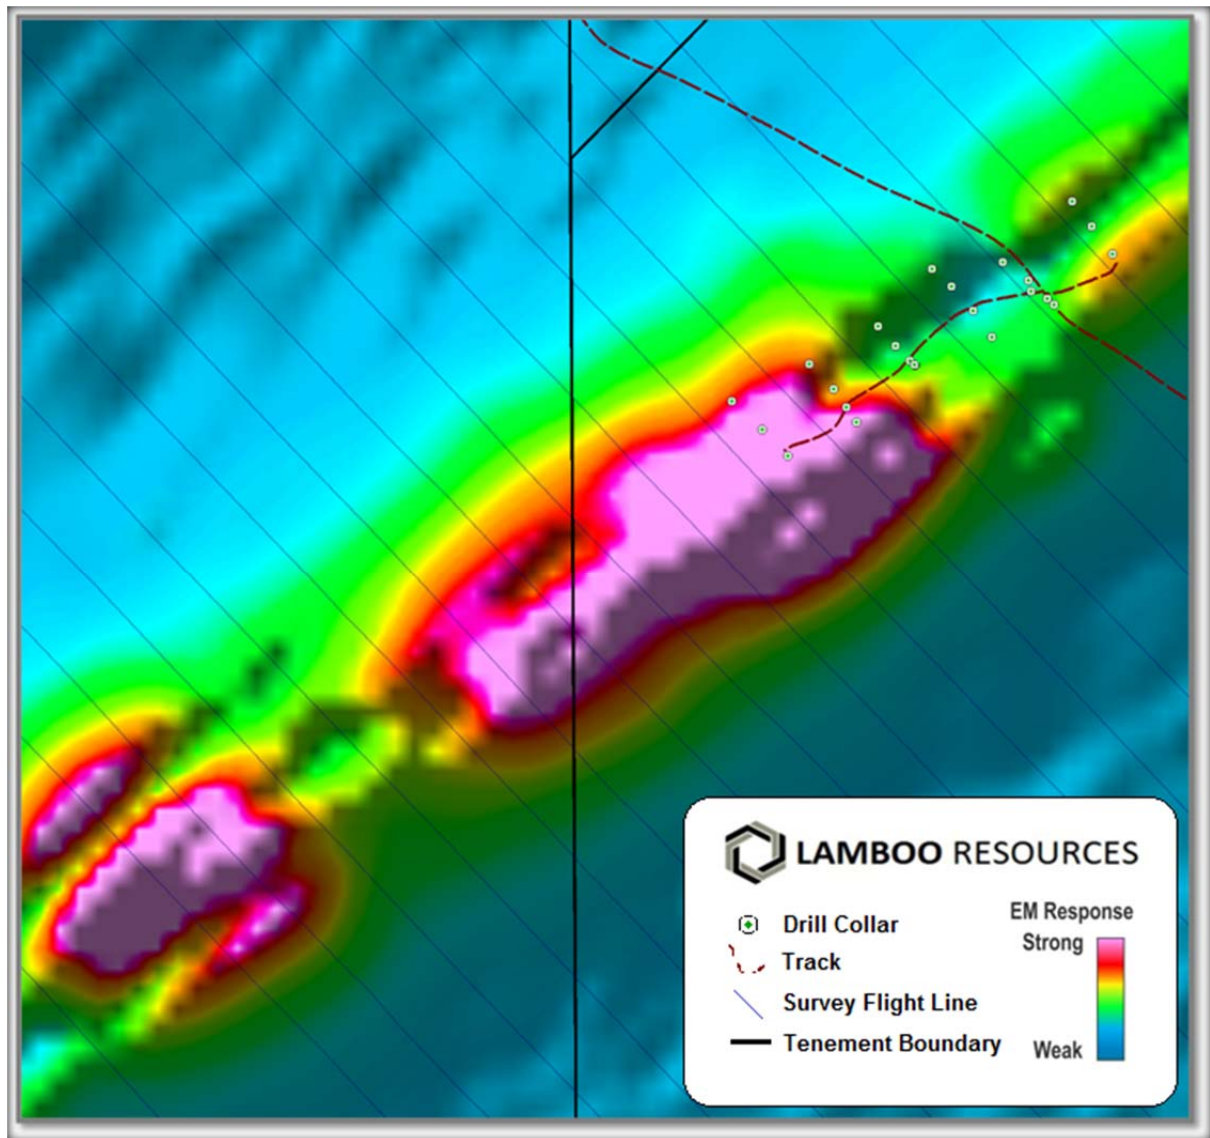 LAMBOO RESOURCES
Drill Collar
Track
Survey Flight Line
Tenement Boundary
EM Response
Strong
Weak